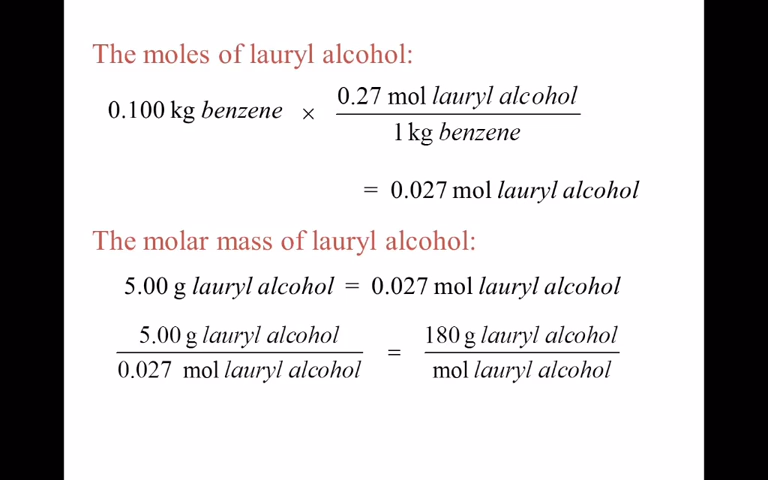 The moles of lauryl alcohol:
0.100 kg benzene × 0.27 mol lauryl alcohol / 1 kg benzene
= 0.027 mol lauryl alcohol
The molar mass of lauryl alcohol:
5.00 g lauryl alcohol = 0.027 mol lauryl alcohol
5.00 g lauryl alcohol / 0.027 mol lauryl alcohol = 180 g lauryl alcohol / mol lauryl alcohol